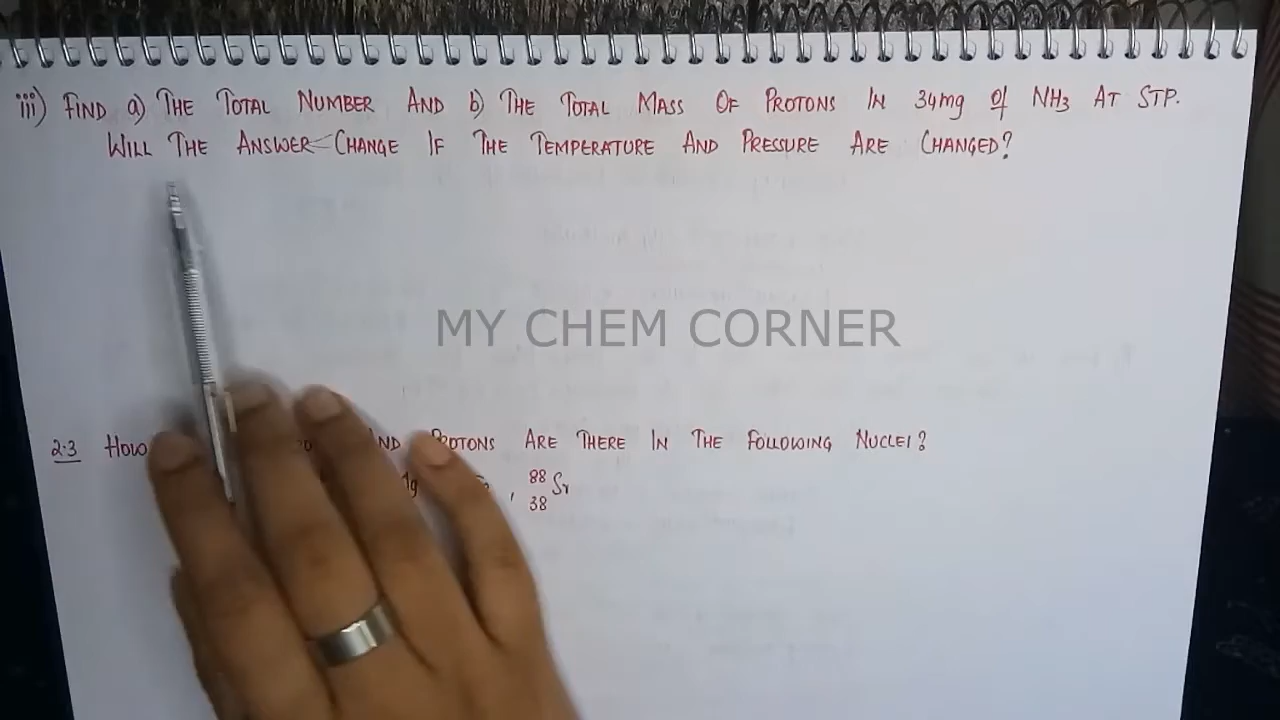 iii) FIND a) THE TOTAL NUMBER AND b) THE TOTAL MASS OF PROTONS IN 34mg Of NH3 AT STP.
WILL THE ANSWER CHANGE IF THE TEMPERATURE AND PRESSURE ARE CHANGED?
MY CHEM CORNER
2.3 HOW AND PROTONS ARE THERE IN THE FOLLOWING NUCLEI?
, 88 38 Sr